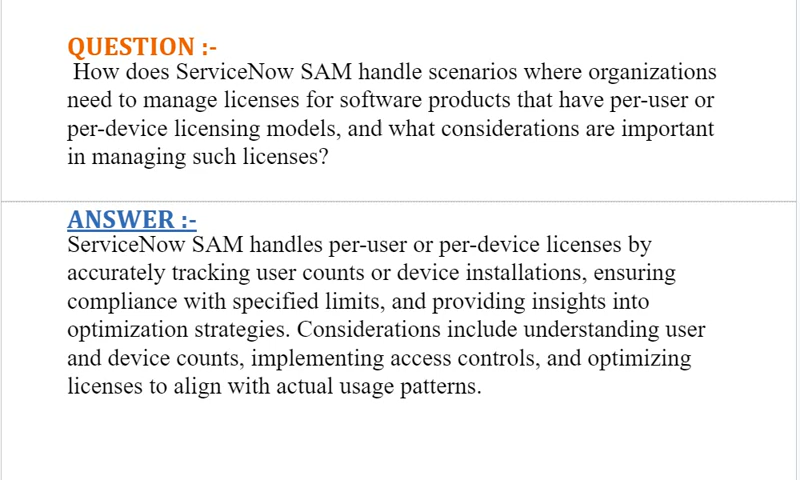 QUESTION :-
How does ServiceNow SAM handle scenarios where organizations
need to manage licenses for software products that have per-user or
per-device licensing models, and what considerations are important
in managing such licenses?
ANSWER :-
ServiceNow SAM handles per-user or per-device licenses by
accurately tracking user counts or device installations, ensuring
compliance with specified limits, and providing insights into
optimization strategies. Considerations include understanding user
and device counts, implementing access controls, and optimizing
licenses to align with actual usage patterns.